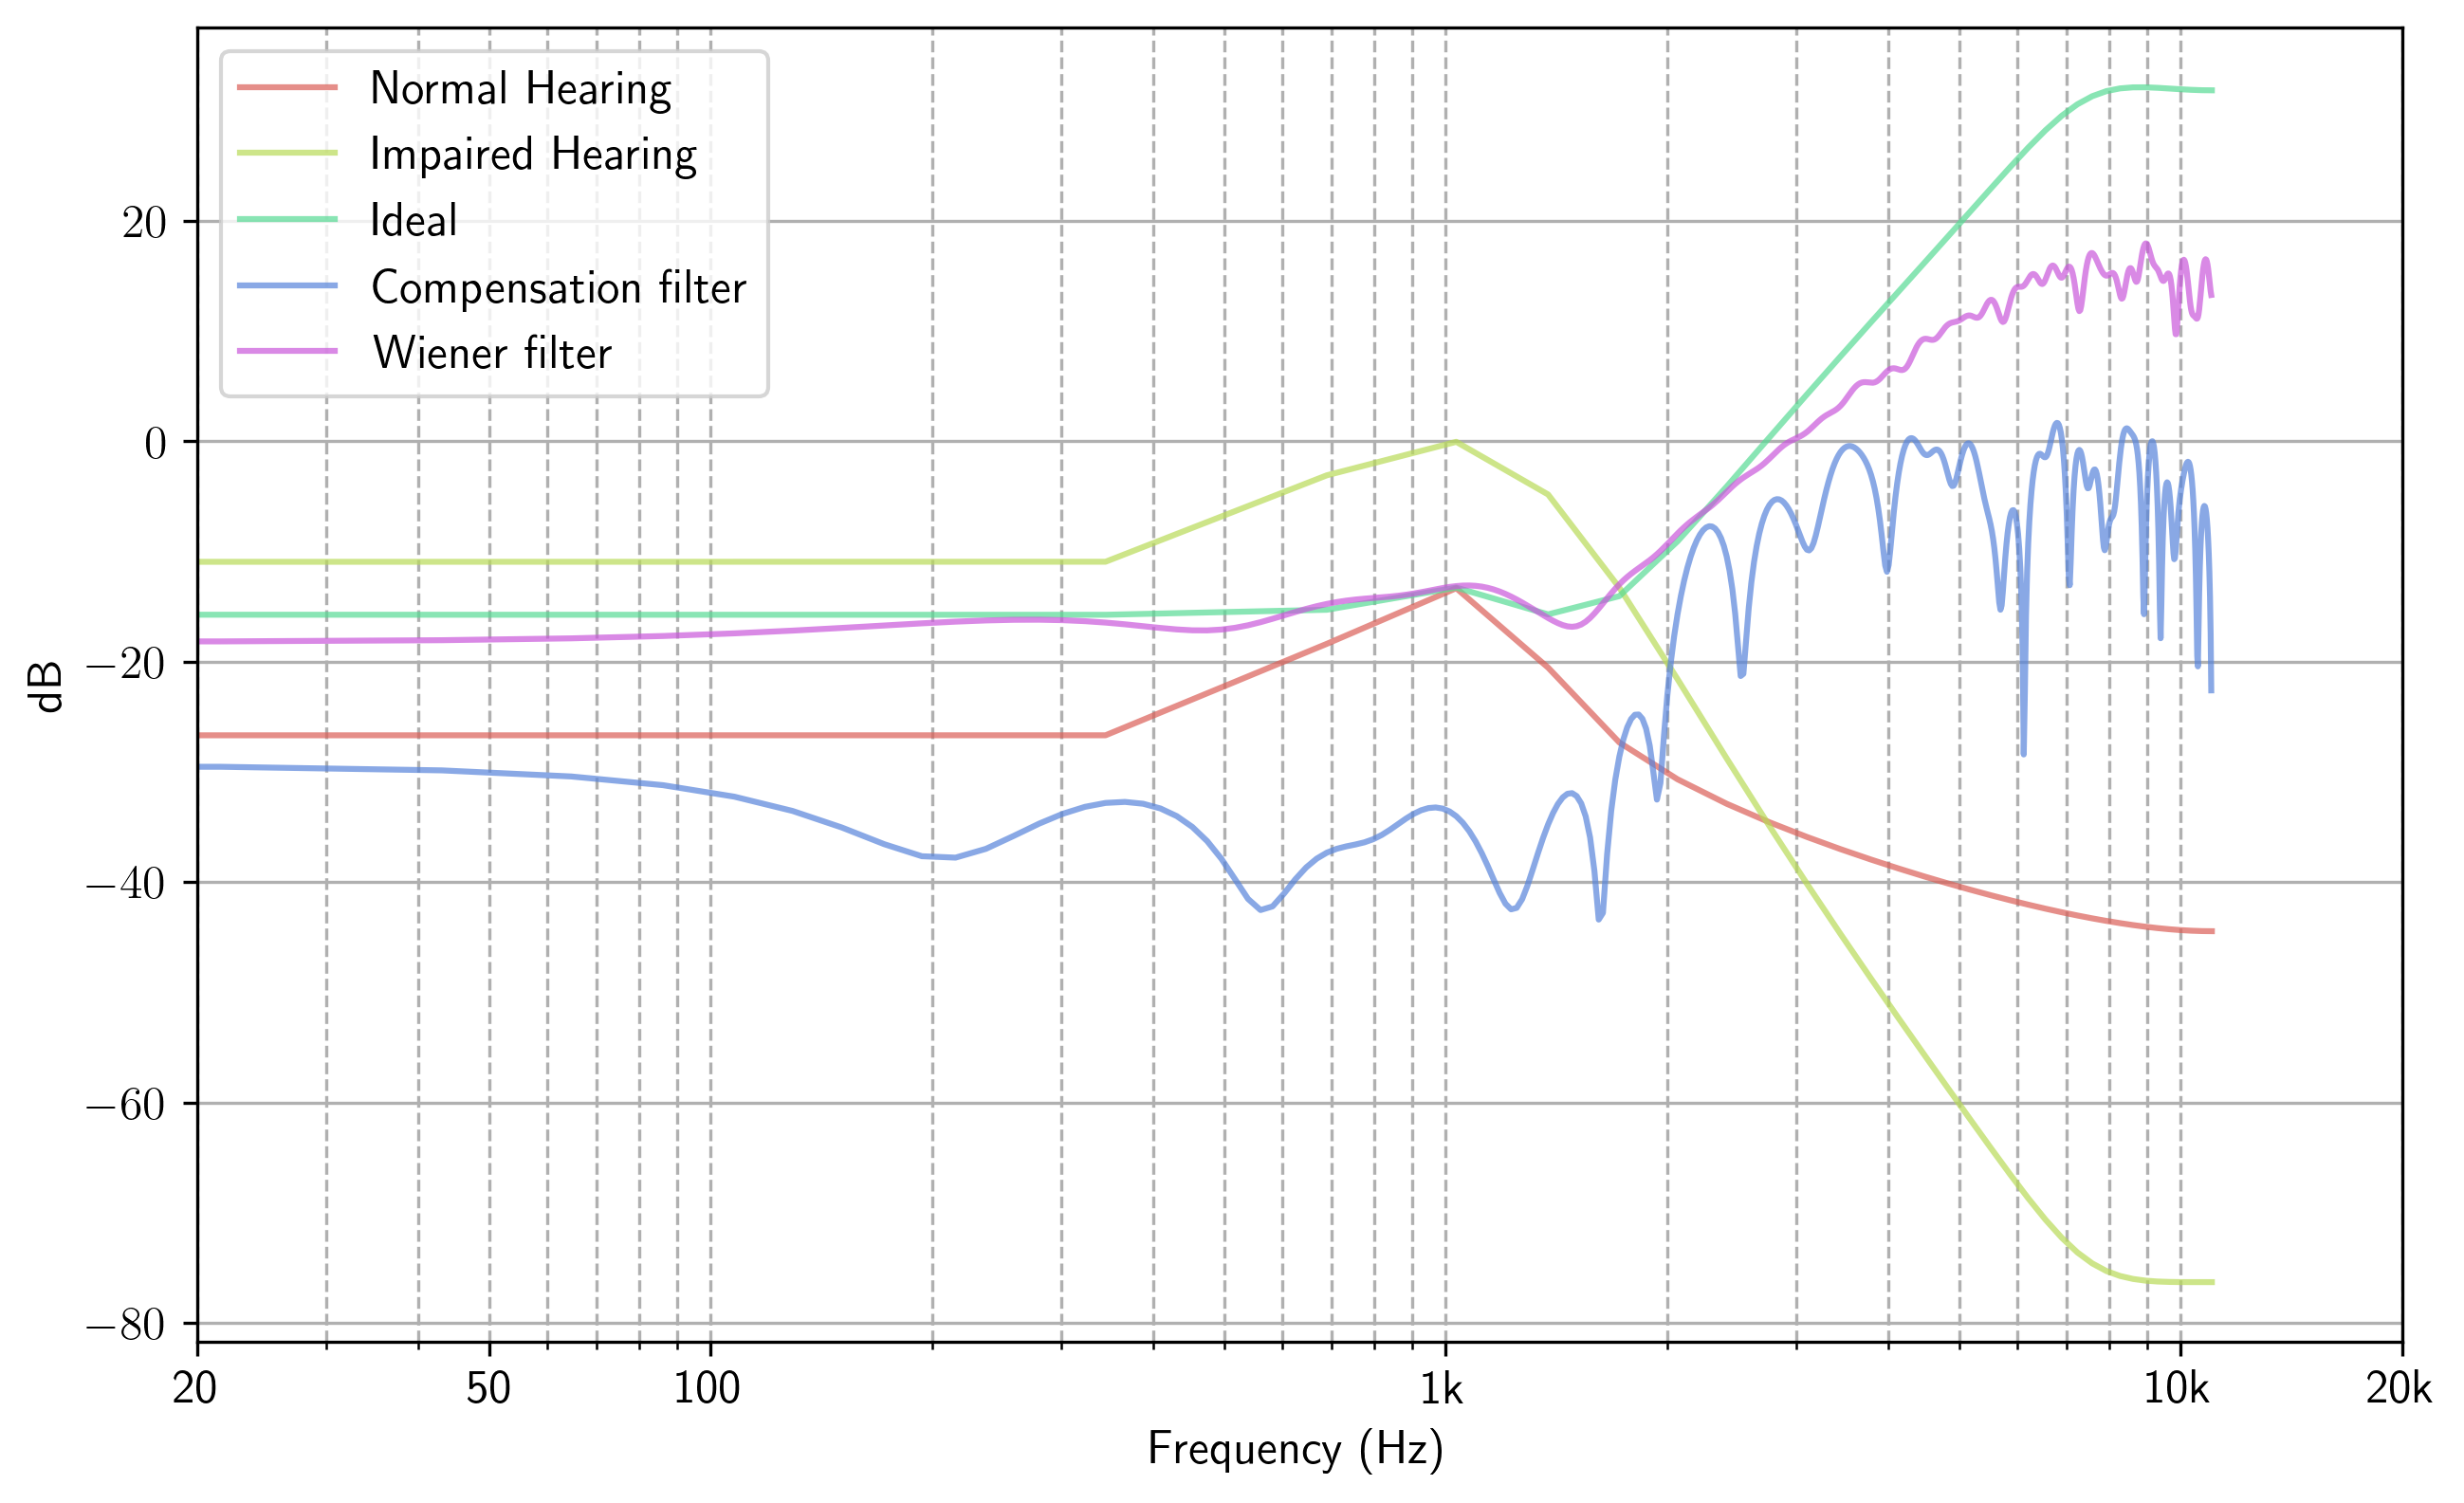 Normal Hearing
Impaired Hearing
Ideal
Compensation filter
Wiener filter
20
0
−20
−40
−60
−80
dB
20 50 100 1k 10k 20k
Frequency (Hz)